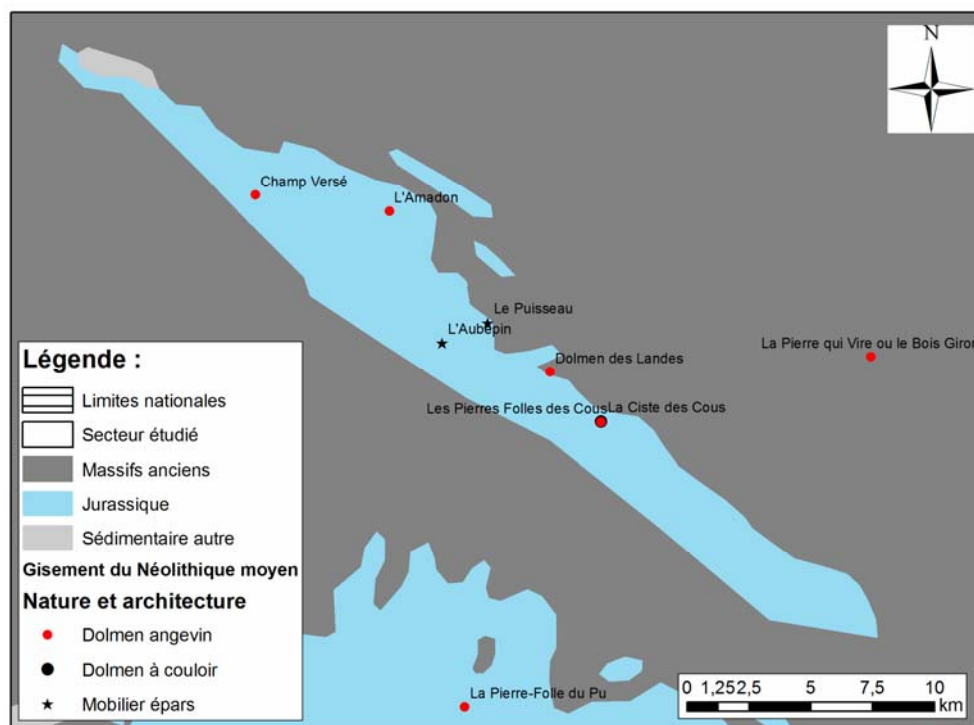 N
Champ Versé
L'Amadon
Le Puisseau
L'Aubépin
La Pierre qui Vire ou le Bois Giron
Dolmen des Landes
Les Pierres Folles des Cous
La Ciste des Cous
Légende :
Limites nationales
Secteur étudié
Massifs anciens
Jurassique
Sédimentaire autre
Gisement du Néolithique moyen
Nature et architecture
Dolmen angevin
Dolmen à couloir
Mobilier épars
La Pierre-Folle du Pu
0 1,25 2,5 5 7,5 10
km